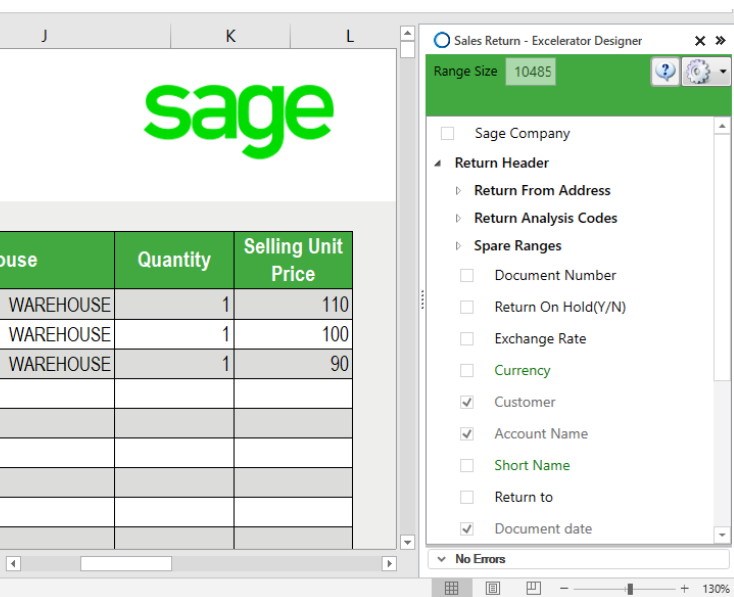 J K L
sage
ouse Quantity Selling Unit Price
WAREHOUSE 1 110
WAREHOUSE 1 100
WAREHOUSE 1 90
Sales Return - Excelerator Designer
Range Size 10485
Sage Company
Return Header
Return From Address
Return Analysis Codes
Spare Ranges
Document Number
Return On Hold(Y/N)
Exchange Rate
Currency
Customer
Account Name
Short Name
Return to
Document date
No Errors
130%